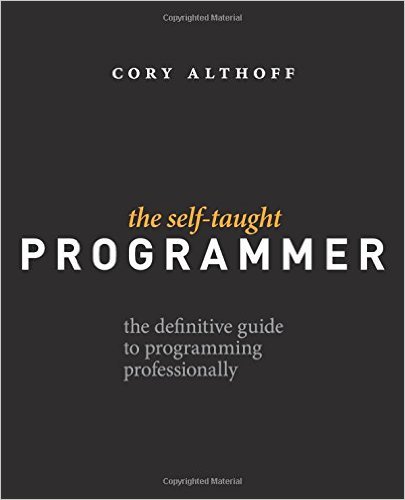 Copyrighted Material
CORY ALTHOFF
the self-taught
PROGRAMMER
the definitive guide
to programming
professionally
Copyrighted Material